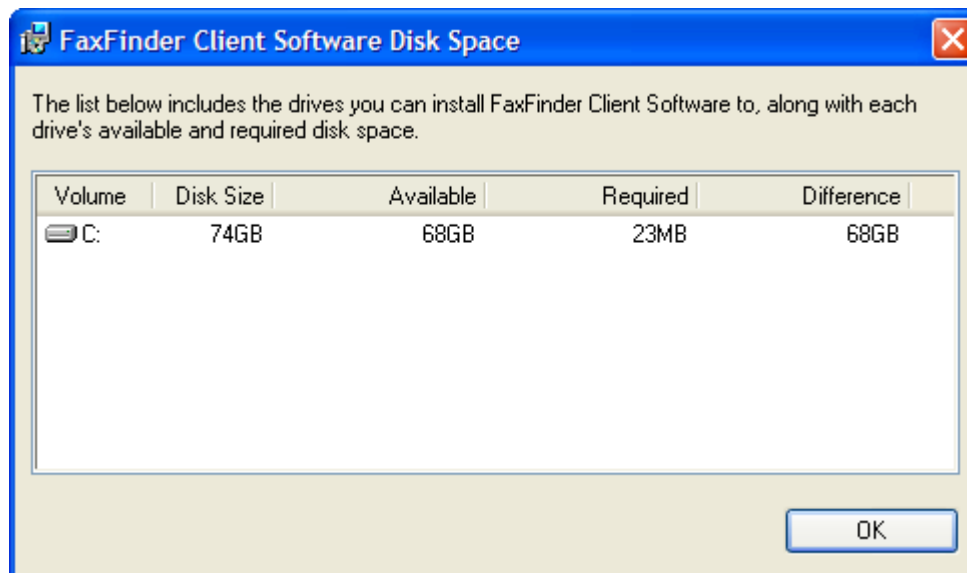 FaxFinder Client Software Disk Space
The list below includes the drives you can install FaxFinder Client Software to, along with each
drive's available and required disk space.
Volume Disk Size Available Required Difference
C: 74GB 68GB 23MB 68GB
OK